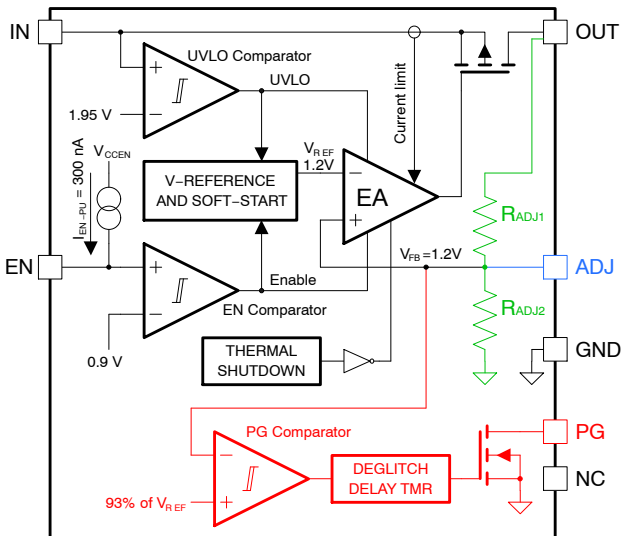 IN
OUT
UVLO Comparator
UVLO
Current limit
1.95 V
VREF
1.2V
VCCEN
IEN-PU = 300 nA
V-REFERENCE
AND SOFT-START
EA
RADJ1
EN
VFB=1.2V
ADJ
Enable
EN Comparator
RADJ2
0.9 V
THERMAL
SHUTDOWN
GND
PG Comparator
PG
DEGLITCH
DELAY TMR
NC
93% of VREF